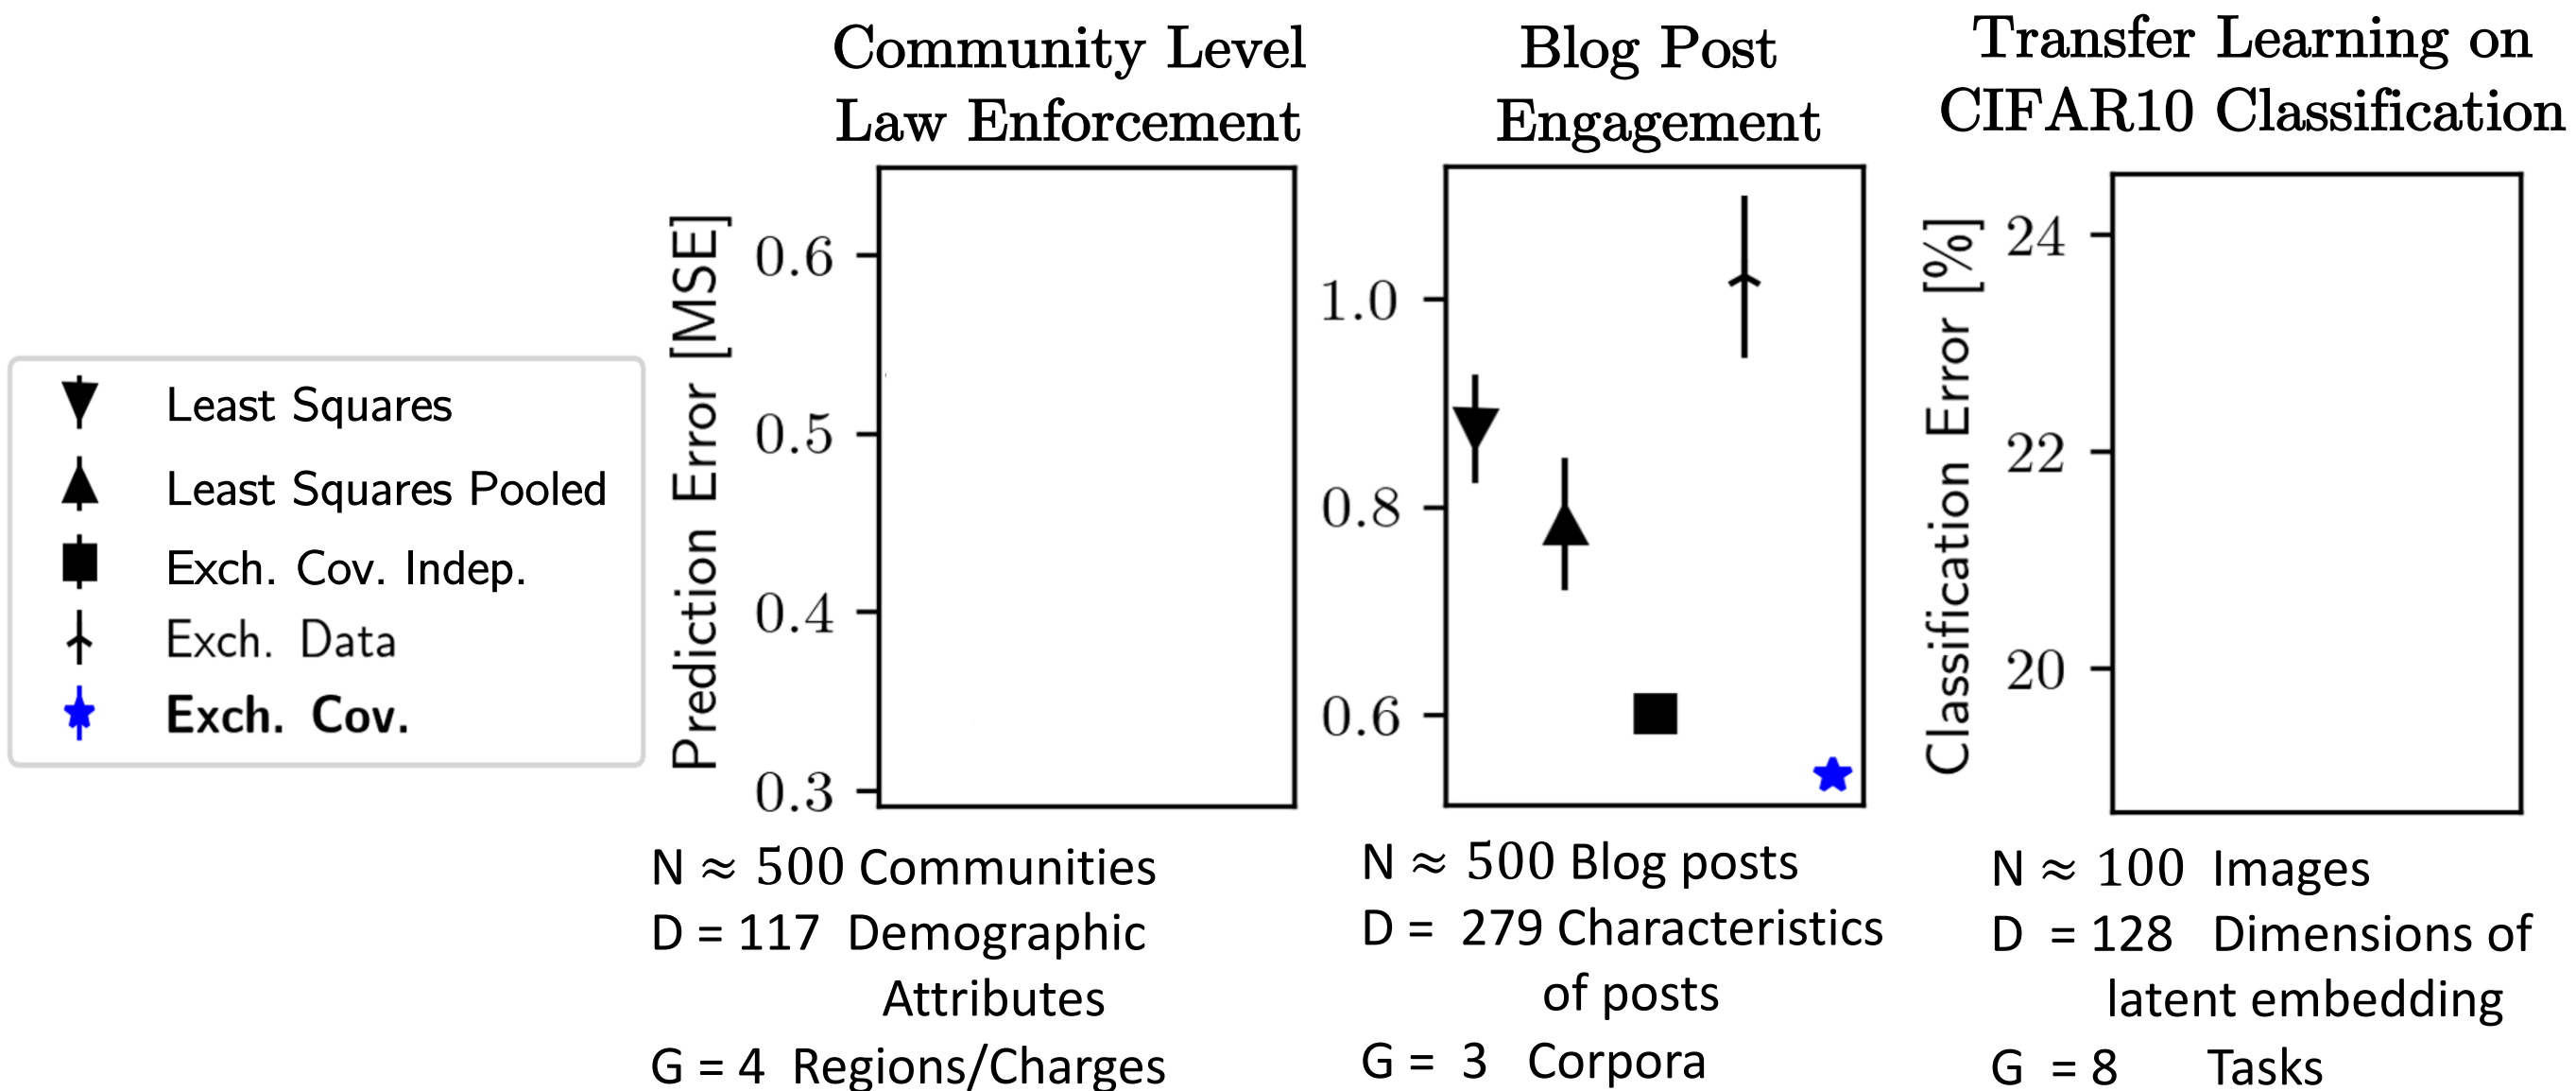 Community Level
Law Enforcement
Blog Post
Engagement
Transfer Learning on
CIFAR10 Classification
Least Squares
Least Squares Pooled
Exch. Cov. Indep.
Exch. Data
Exch. Cov.
Prediction Error [MSE]
0.6
0.5
0.4
0.3
1.0
0.8
0.6
Classification Error [%]
24
22
20
N ≈ 500 Communities
D = 117 Demographic
Attributes
G = 4 Regions/Charges
N ≈ 500 Blog posts
D = 279 Characteristics
of posts
G = 3 Corpora
N ≈ 100 Images
D = 128 Dimensions of
latent embedding
G = 8 Tasks